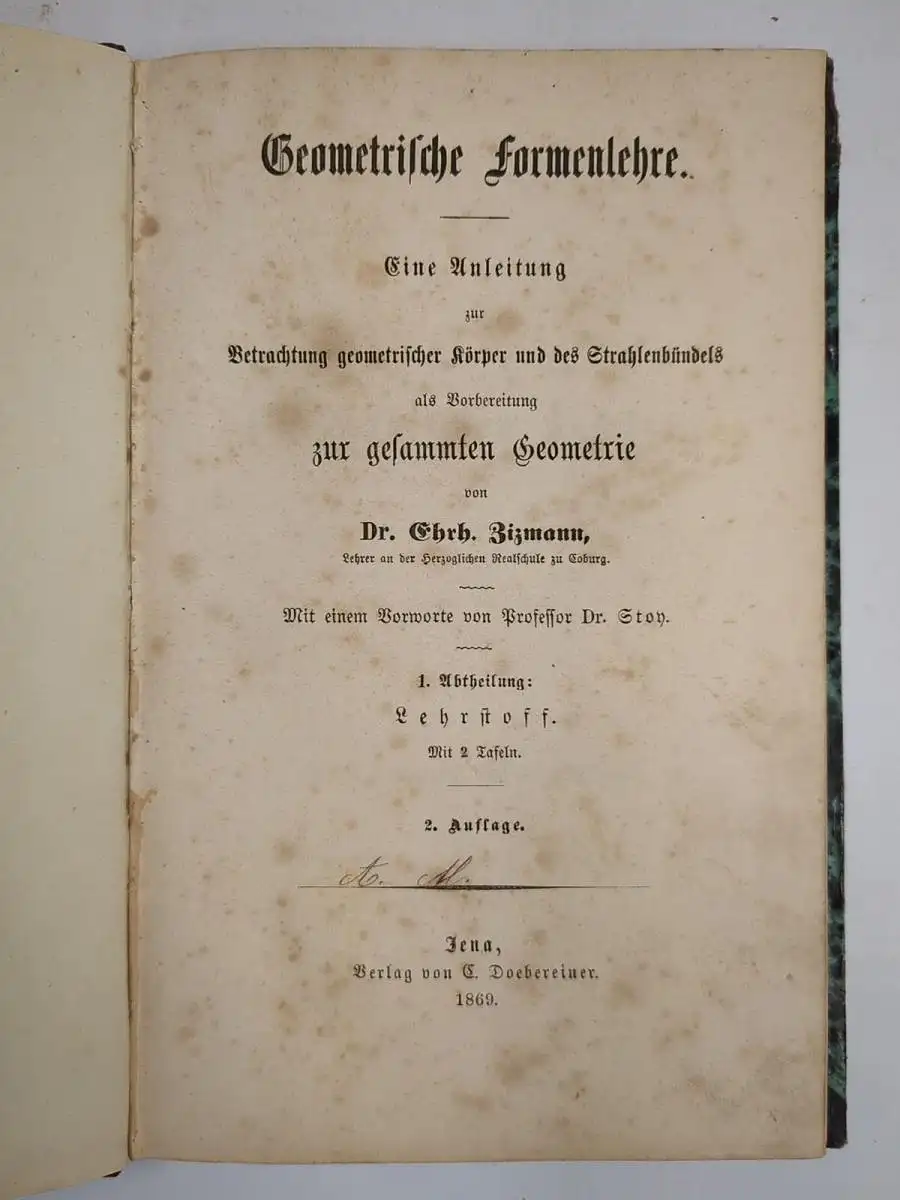 Geometrische Formenlehre.
Eine Anleitung
zur
Betrachtung geometrischer Körper und des Strahlenbündels
als Vorbereitung
zur gesammten Geometrie
von
Dr. Ehrh. Zizmann,
Lehrer an der Herzoglichen Realschule zu Coburg.
Mit einem Vorworte von Professor Dr. Stoy.
1. Abtheilung:
Lehrstoff.
Mit 2 Tafeln.
2. Auflage.
A. M.
Jena,
Verlag von C. Doebereiner.
1869.